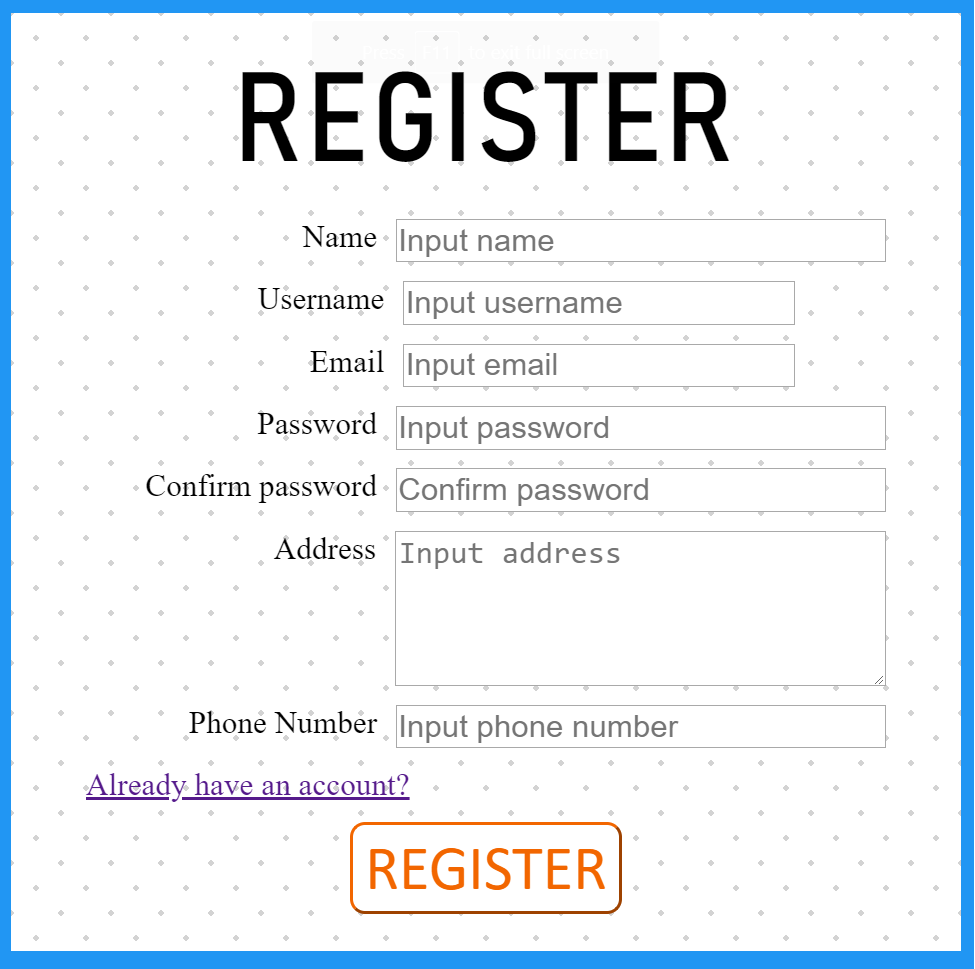 Press F11 to exit full screen
REGISTER
Name Input name
Username Input username
Email Input email
Password Input password
Confirm password Confirm password
Address Input address
Phone Number Input phone number
Already have an account?
REGISTER